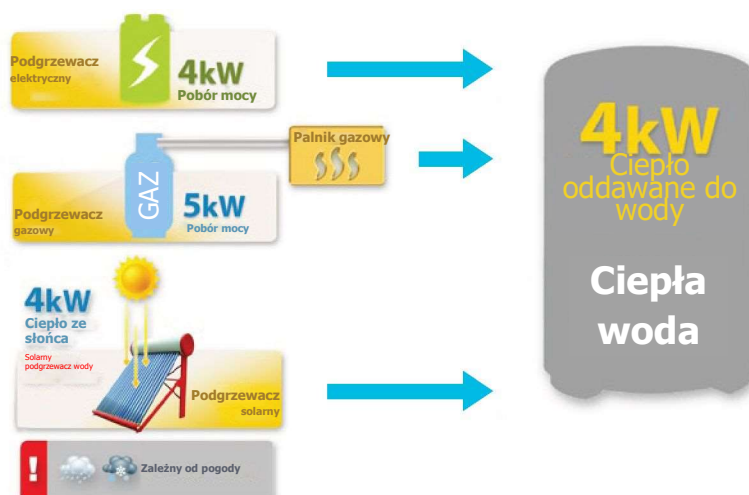 Podgrzewacz
elektryczny
4kW
Pobór mocy
Palnik gazowy
GAZ
Podgrzewacz
gazowy
5kW
Pobór mocy
4kW
Ciepło ze
słońca
Solarny
podgrzewacz wody
Podgrzewacz
solarny
!
Zależny od pogody
4kW
Ciepło
oddawane do
wody
Ciepła
woda